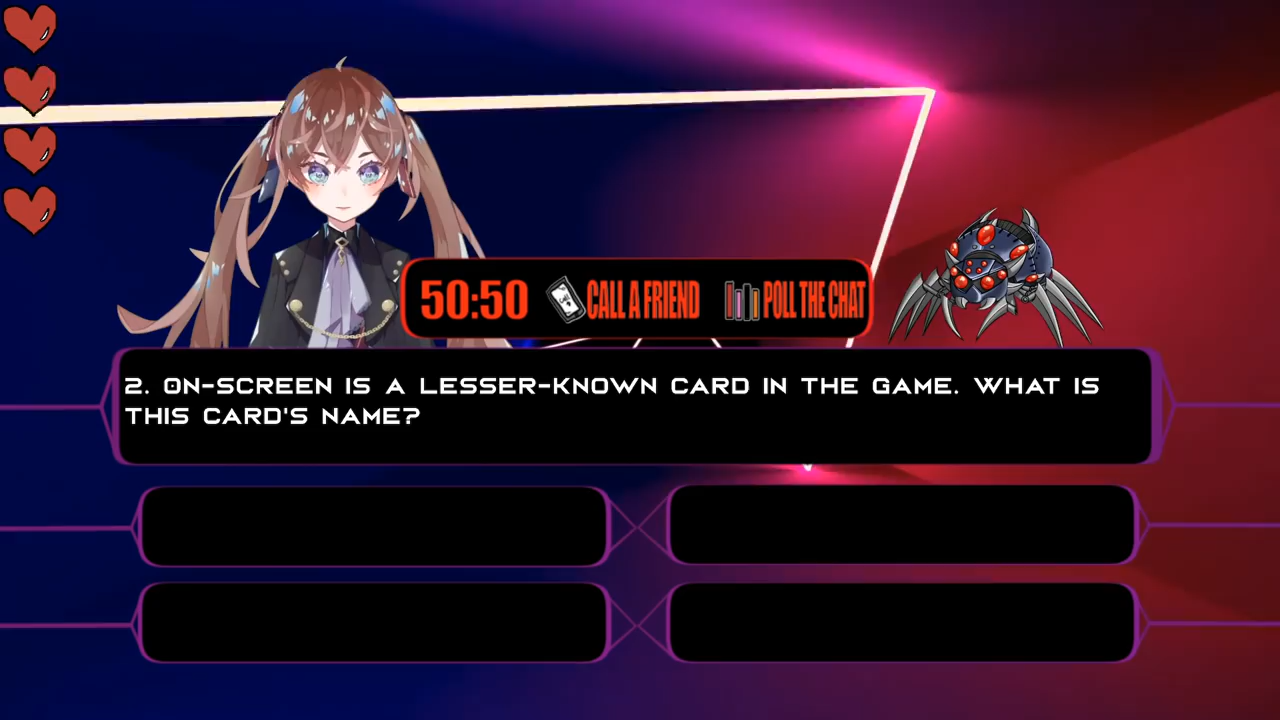 50:50 CALL A FRIEND POLL THE CHAT
2. ON-SCREEN IS A LESSER-KNOWN CARD IN THE GAME. WHAT IS
THIS CARD'S NAME?